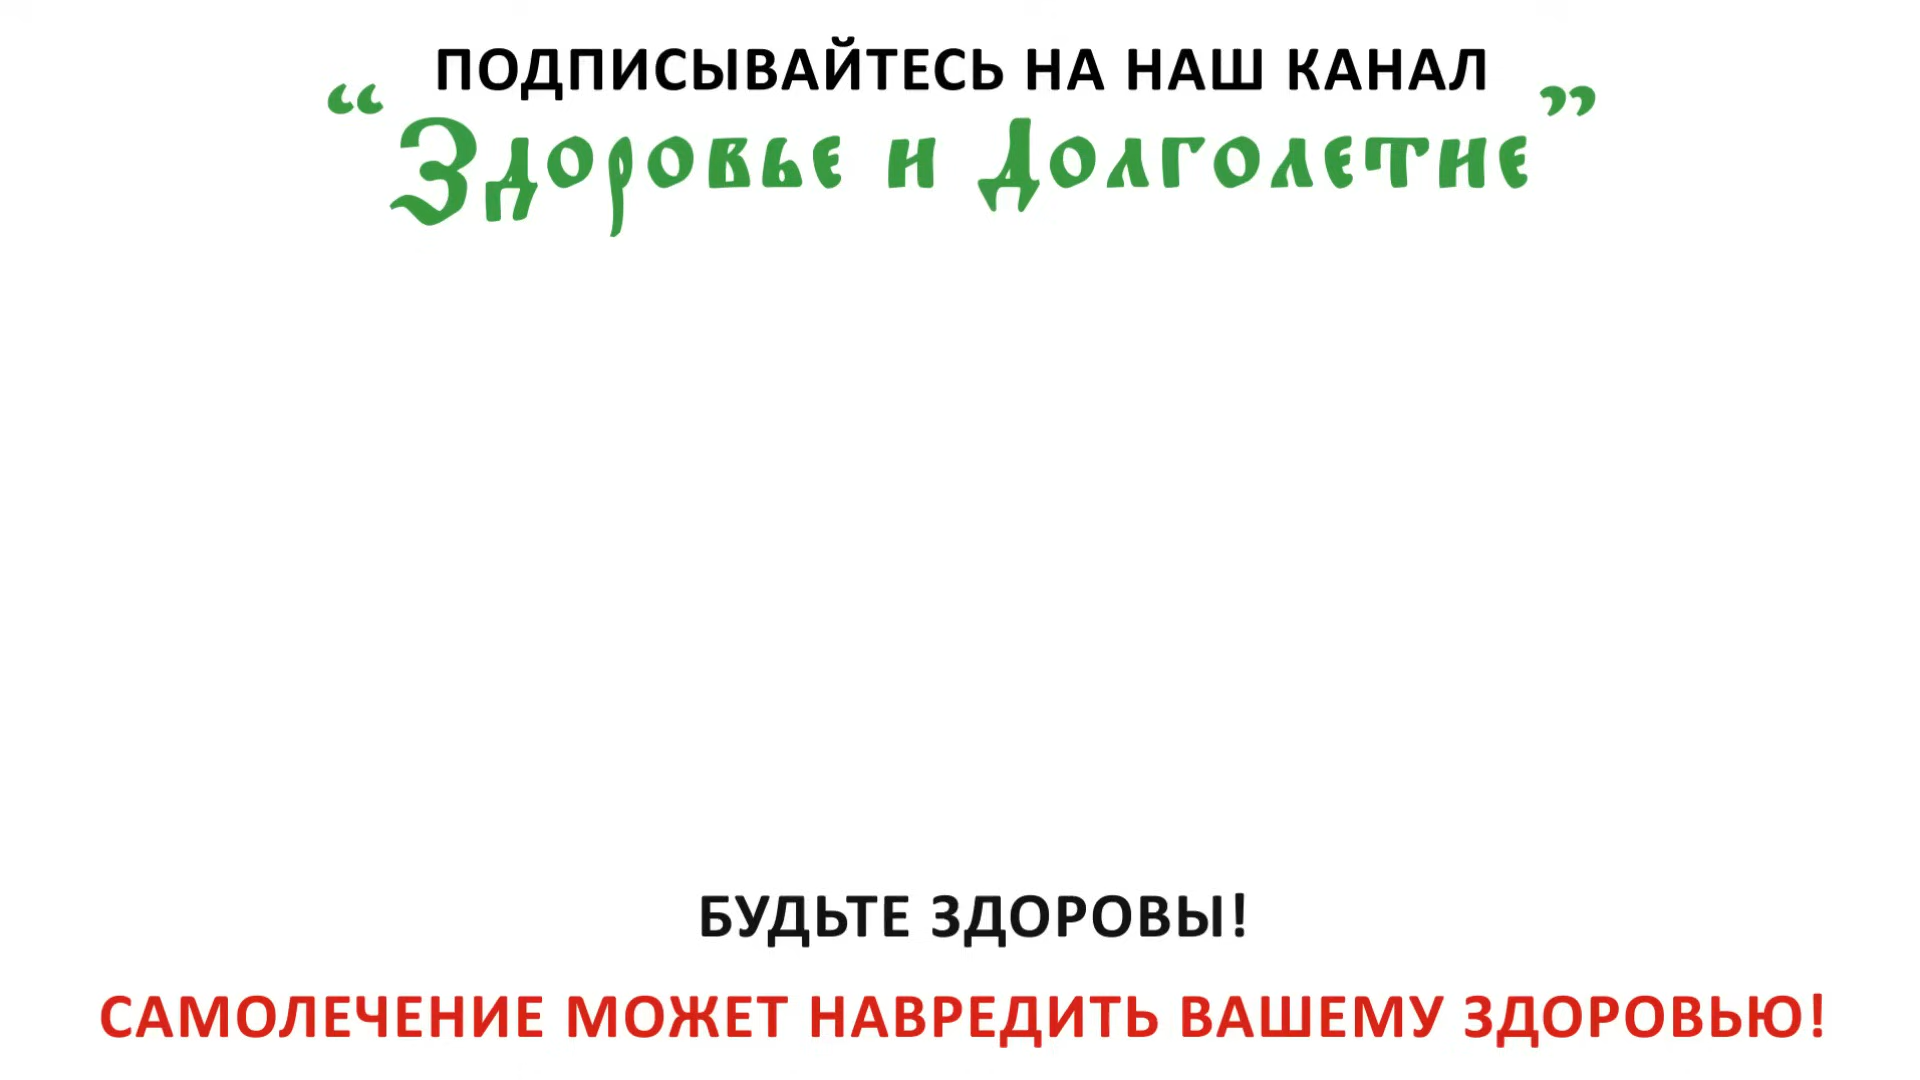 ПОДПИСЫВАЙТЕСЬ НА НАШ КАНАЛ
“Здоровье и Долголетие”
БУДЬТЕ ЗДОРОВЫ!
САМОЛЕЧЕНИЕ МОЖЕТ НАВРЕДИТЬ ВАШЕМУ ЗДОРОВЬЮ!